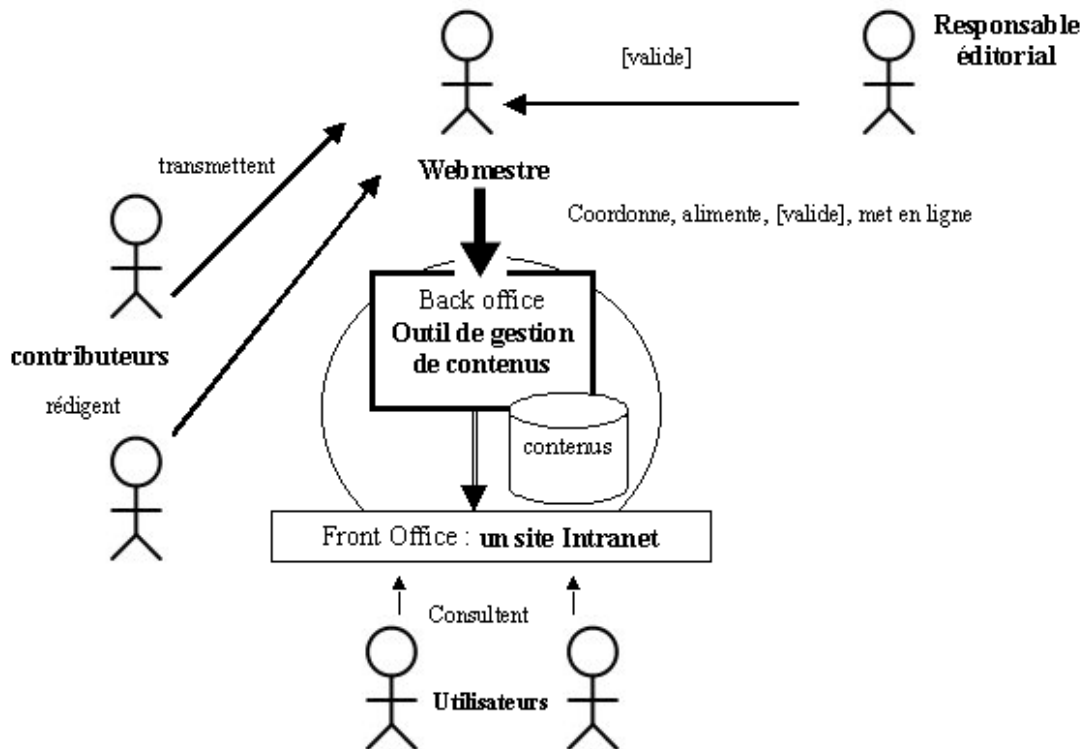 Responsable
éditorial
[valide]
transmettent
Webmestre
Coordonne, alimente, [valide], met en ligne
Back office
Outil de gestion
de contenus
contributeurs
rédigent
contenus
Front Office : un site Intranet
Consultent
Utilisateurs